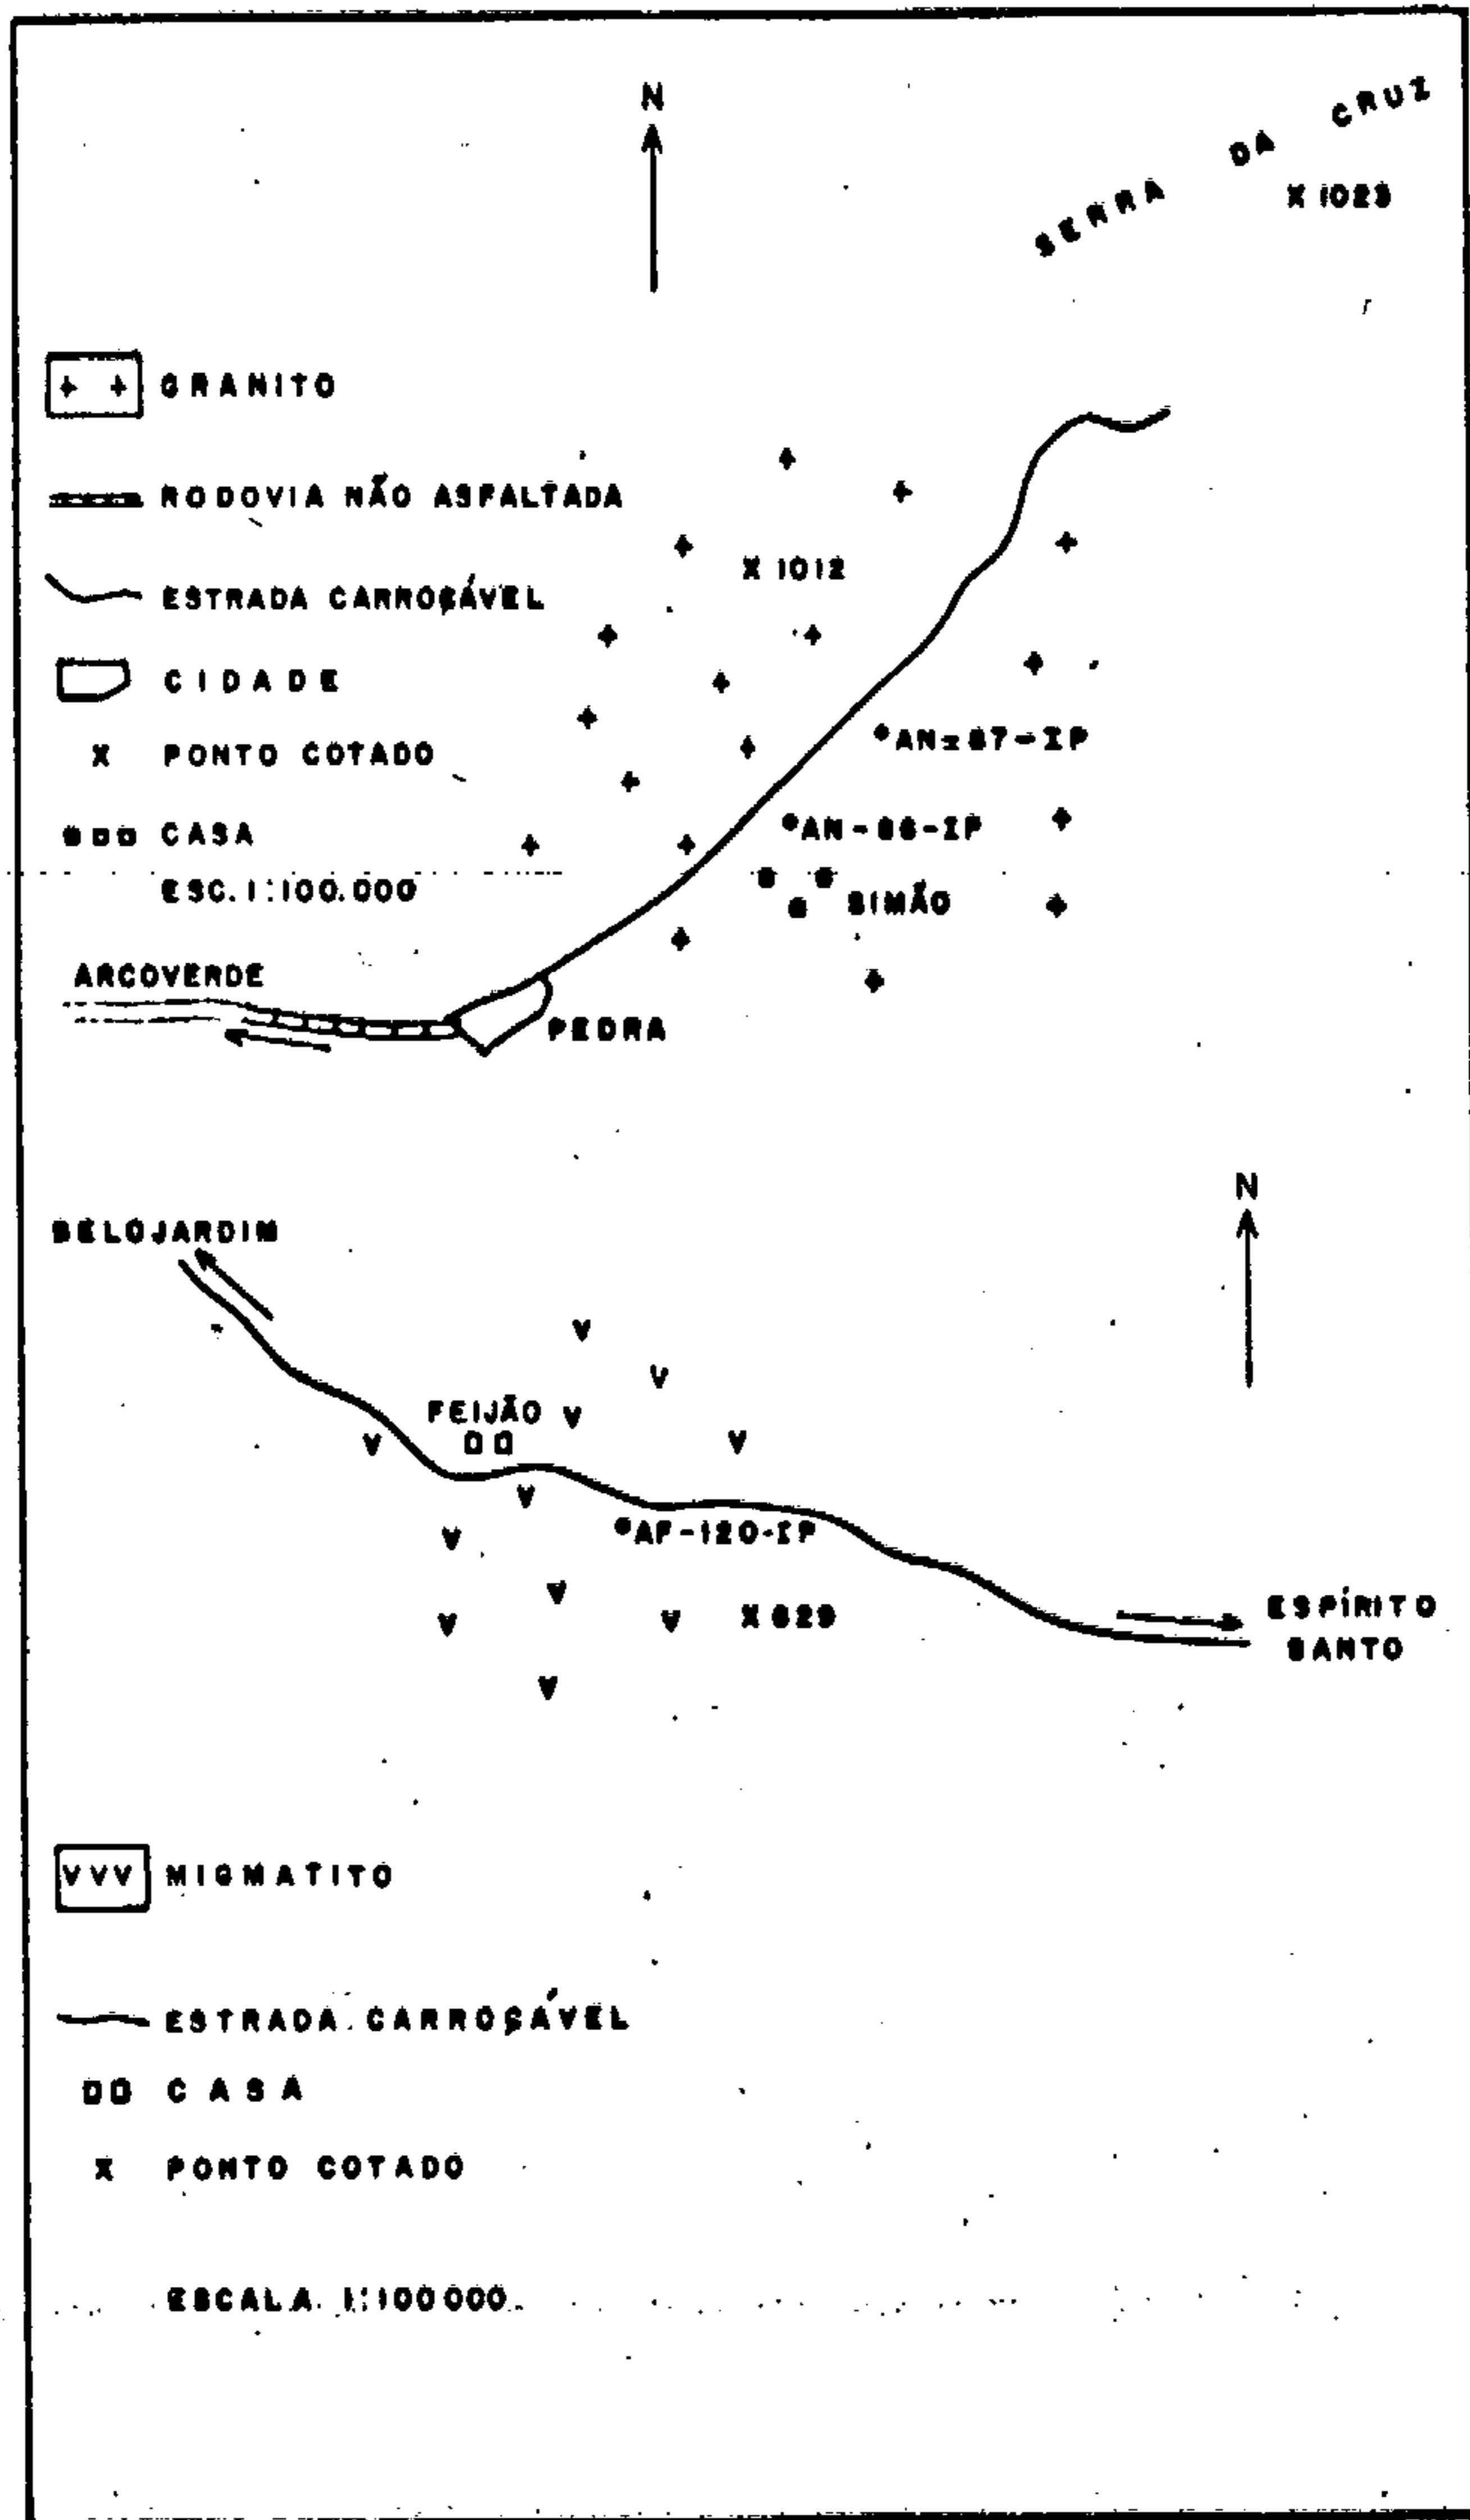 N
SERRA DA CRUZ
X 1023
GRANITO
RODOVIA NÃO ASFALTADA
X 1012
ESTRADA CARROÇÁVEL
CIDADE
AN-87-IP
X PONTO COTADO
AN-86-IP
CASA
ESC. 1:100.000
SIMÃO
ARCOVERDE
PEDRA
N
BELOJARDIM
FEIJÃO
AF-120-IP
X 829
ESPÍRITO
SANTO
VVV MIGMATITO
ESTRADA CARROÇÁVEL
CASA
X PONTO COTADO
ESCALA 1:100000